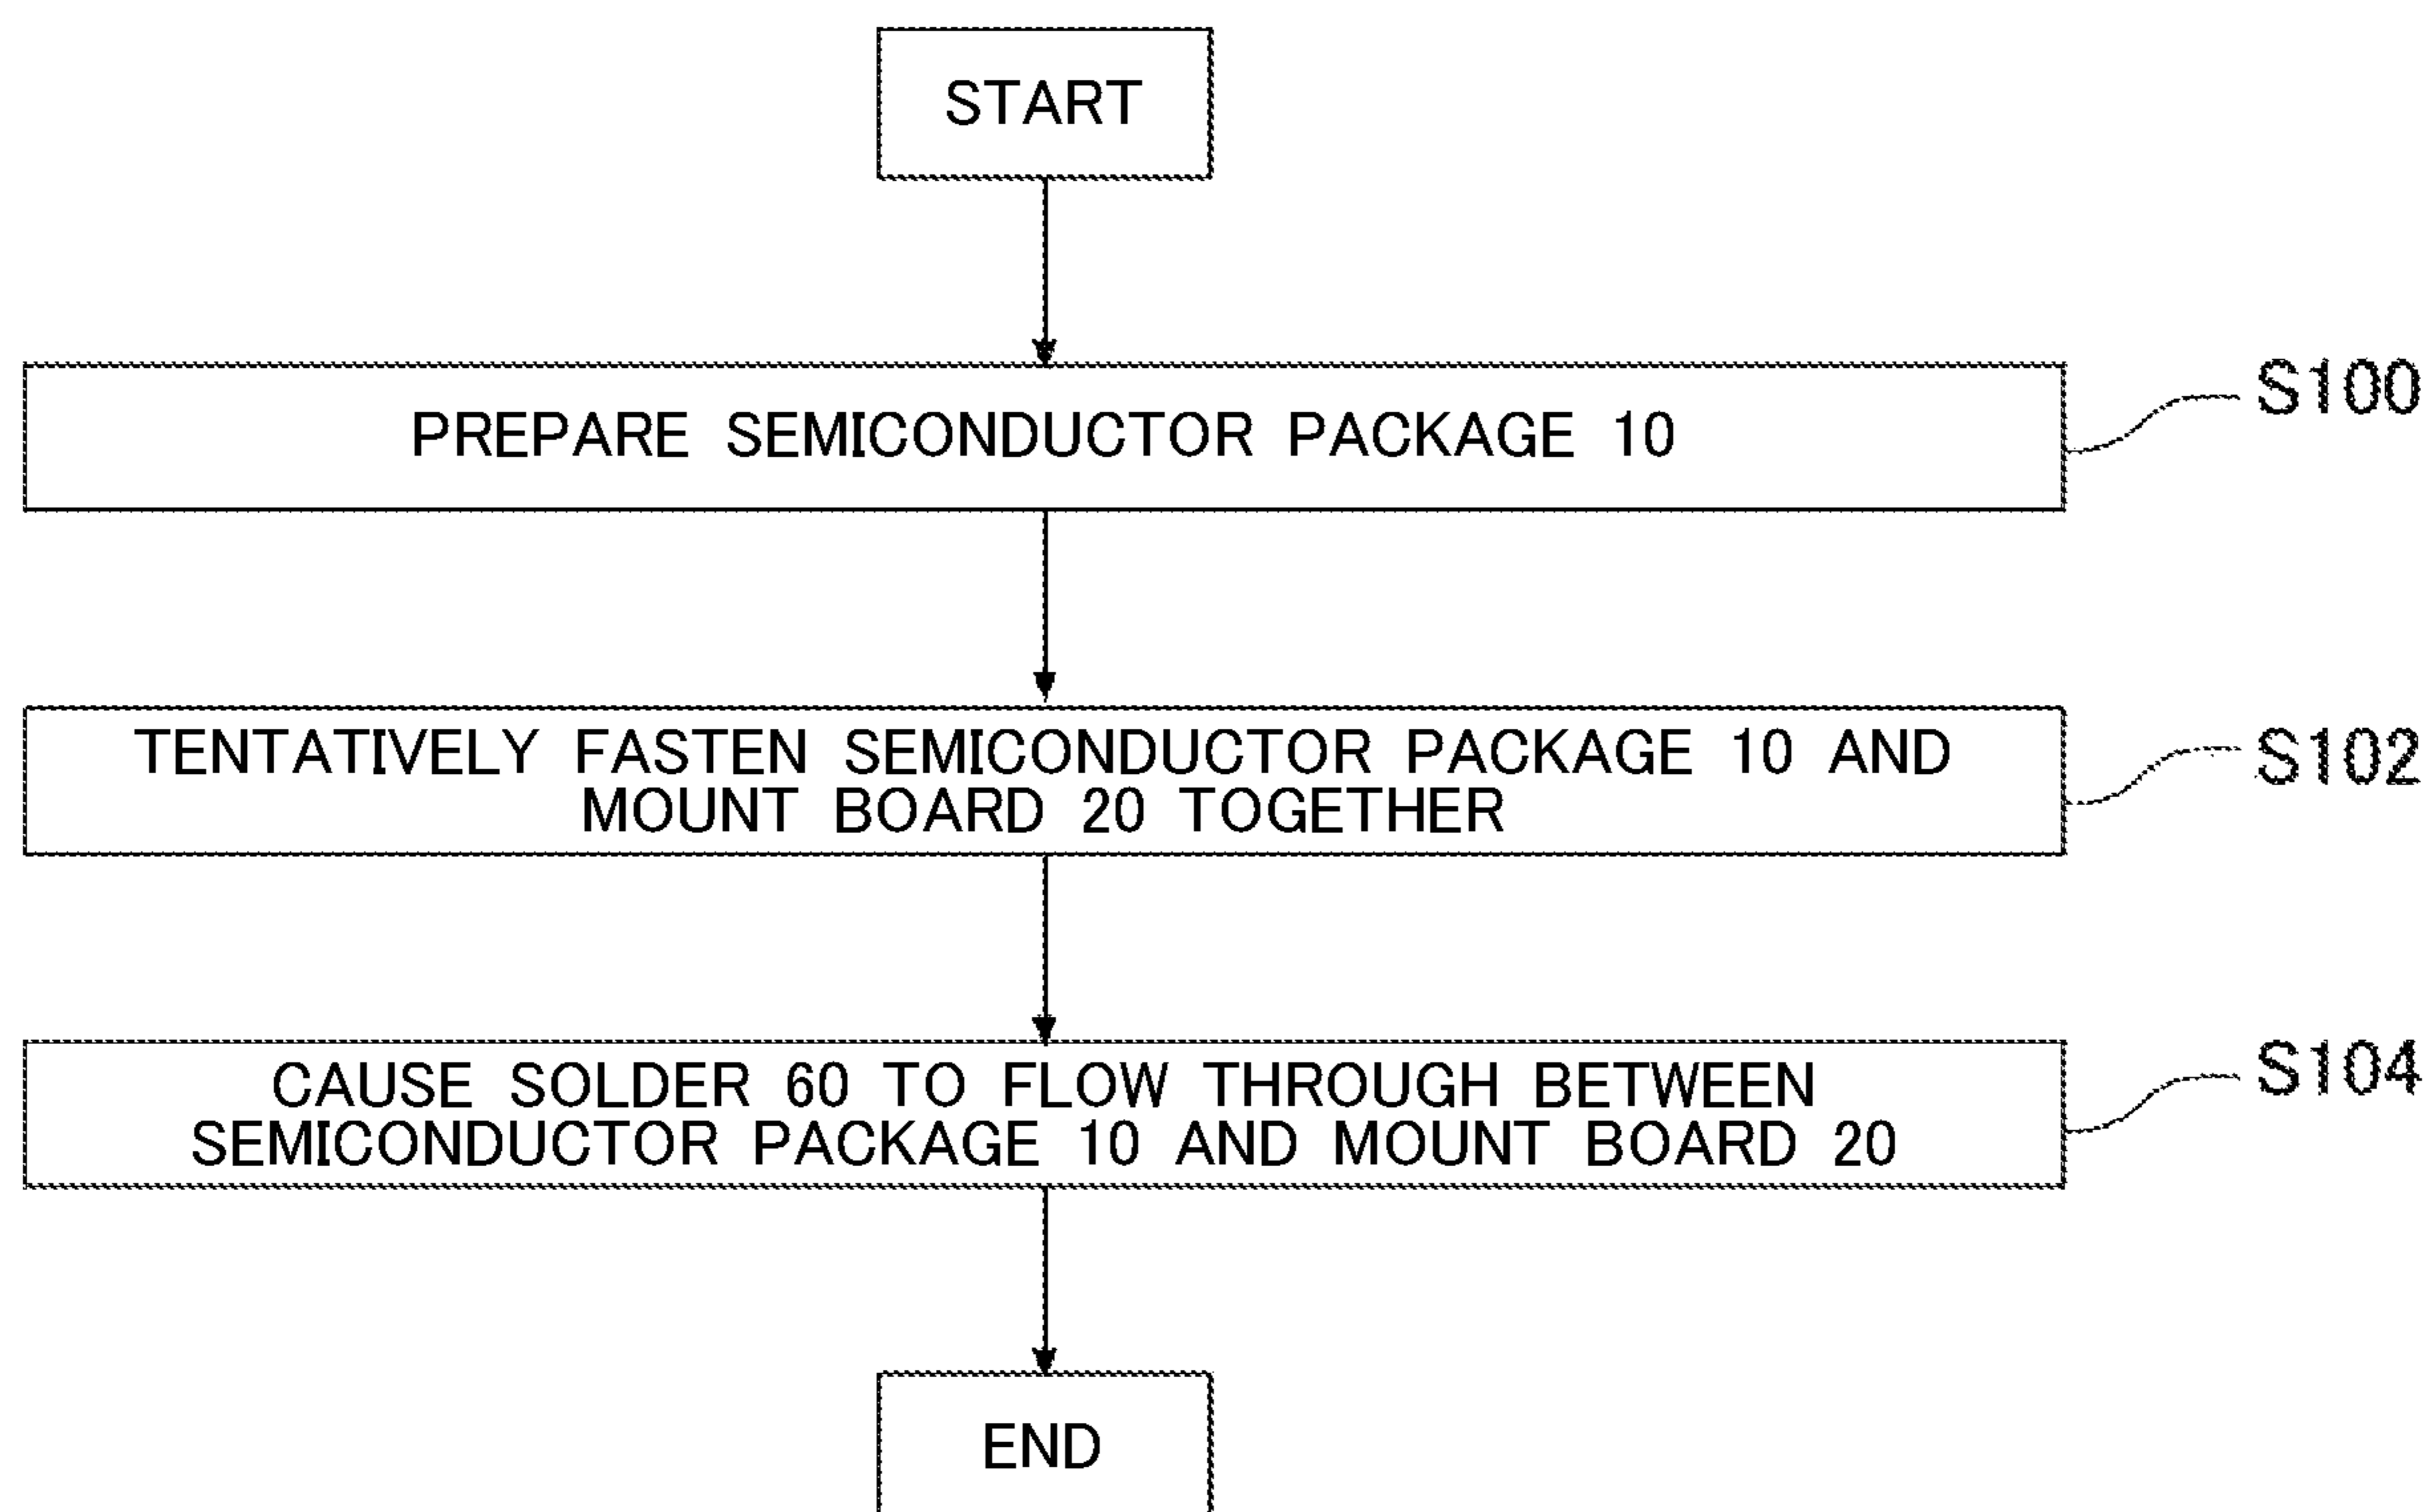 START
PREPARE SEMICONDUCTOR PACKAGE 10
S100
TENTATIVELY FASTEN SEMICONDUCTOR PACKAGE 10 AND
MOUNT BOARD 20 TOGETHER
S102
CAUSE SOLDER 60 TO FLOW THROUGH BETWEEN
SEMICONDUCTOR PACKAGE 10 AND MOUNT BOARD 20
S104
END